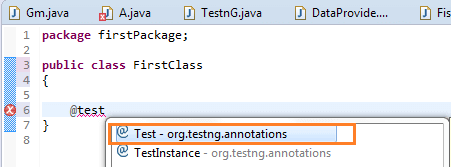 Gm.java A.java TestnG.java DataProvide.... Fis
1 package firstPackage;
2
3 public class FirstClass
4 {
5
6 @test
7 }
8
@ Test - org.testng.annotations
@ TestInstance - org.testng.annotations